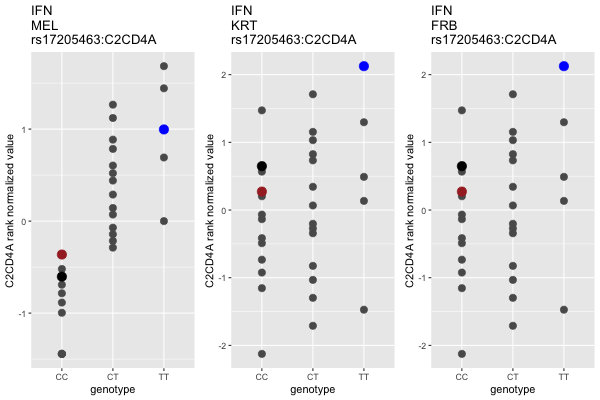 IFN
MEL
rs17205463:C2CD4A
IFN
KRT
rs17205463:C2CD4A
IFN
FRB
rs17205463:C2CD4A
C2CD4A rank normalized value
1
0
-1
CC CT TT
genotype
C2CD4A rank normalized value
2
1
0
-1
-2
CC CT TT
genotype
C2CD4A rank normalized value
2
1
0
-1
-2
CC CT TT
genotype